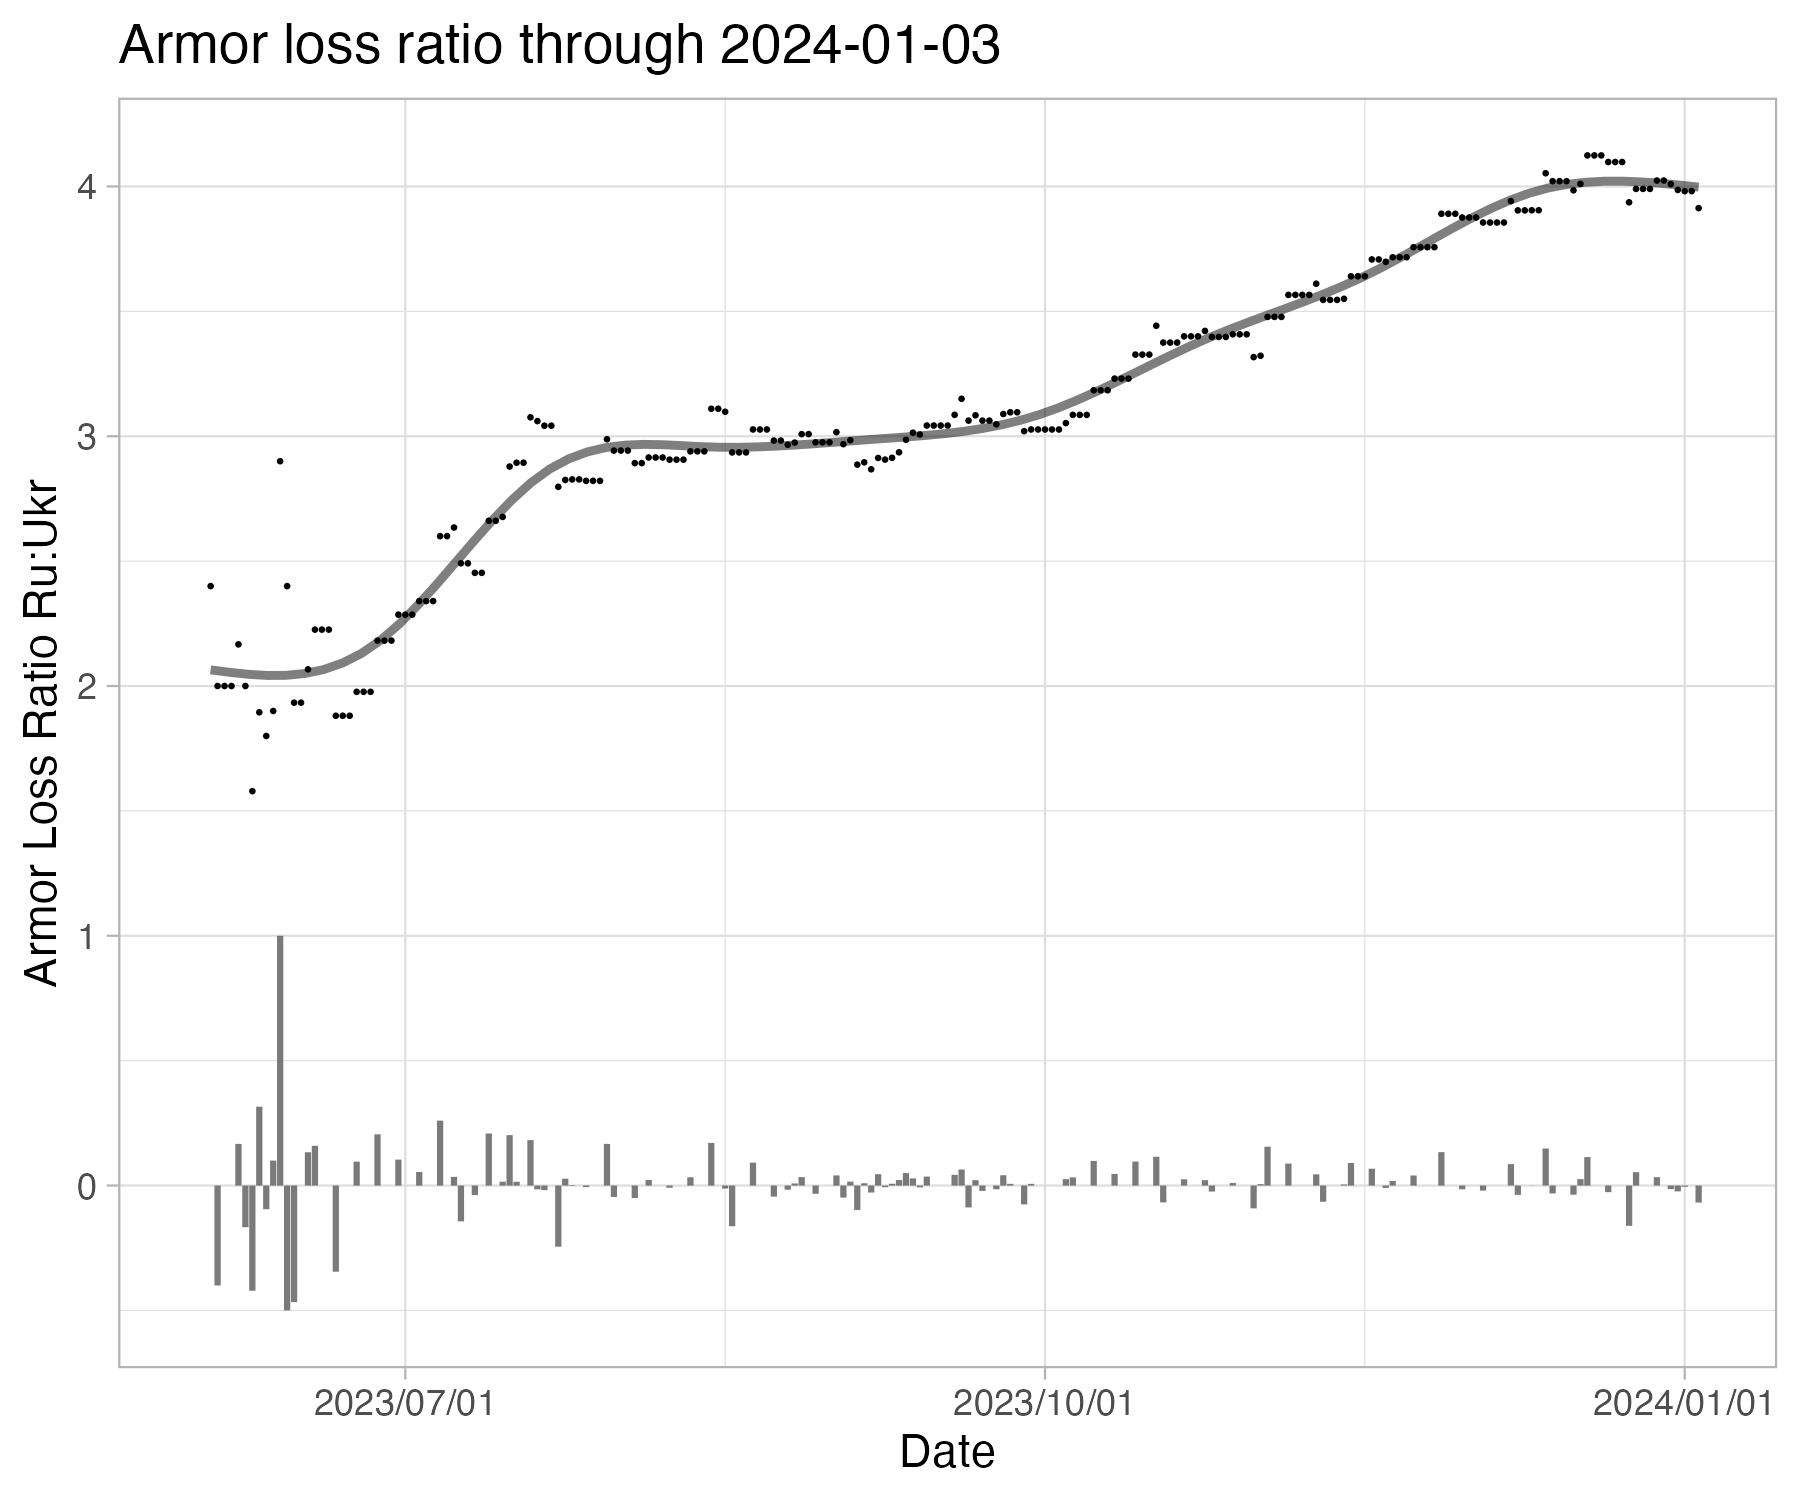 Armor loss ratio through 2024-01-03
Armor Loss Ratio Ru:Ukr
4
3
2
1
0
2023/07/01
2023/10/01
2024/01/01
Date